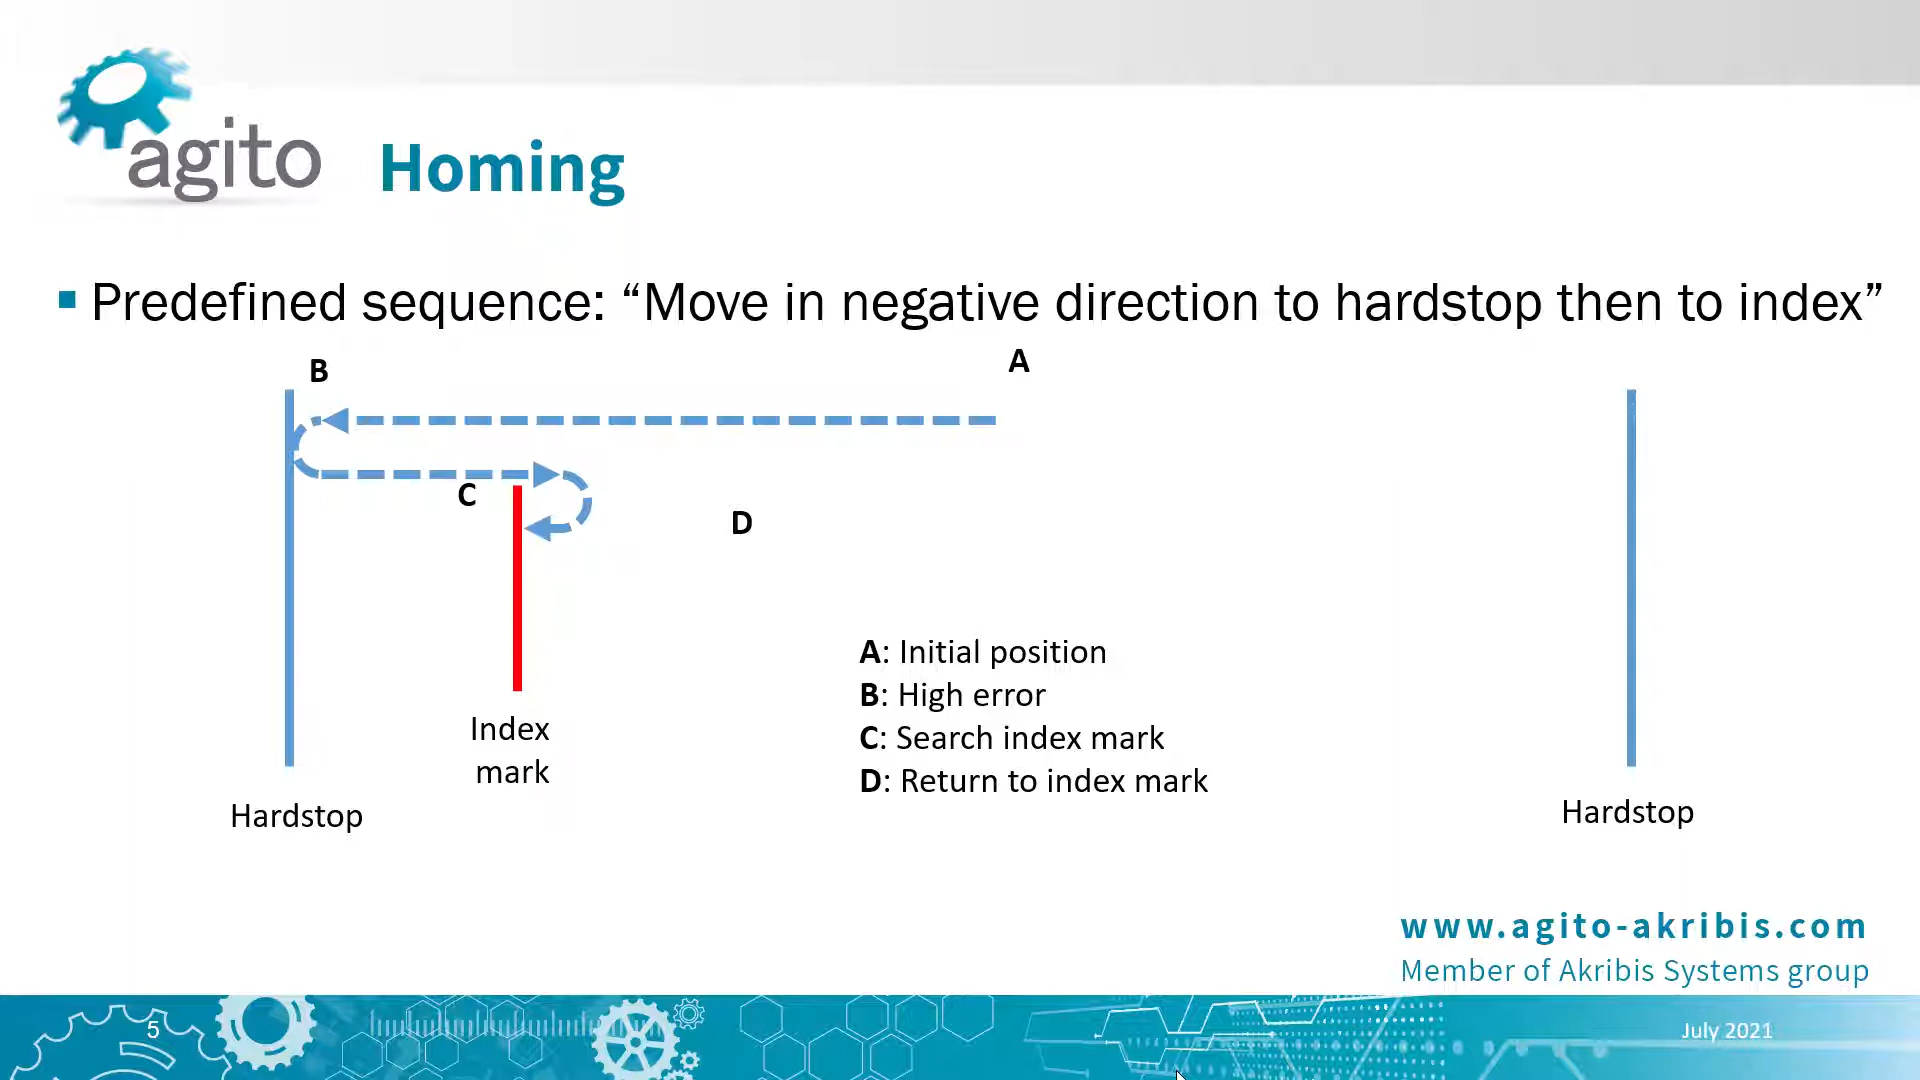 agito
Homing
▪ Predefined sequence: “Move in negative direction to hardstop then to index”
B
A
C
D
Index
mark
Hardstop
A: Initial position
B: High error
C: Search index mark
D: Return to index mark
Hardstop
www.agito-akribis.com
Member of Akribis Systems group
5
July 2021